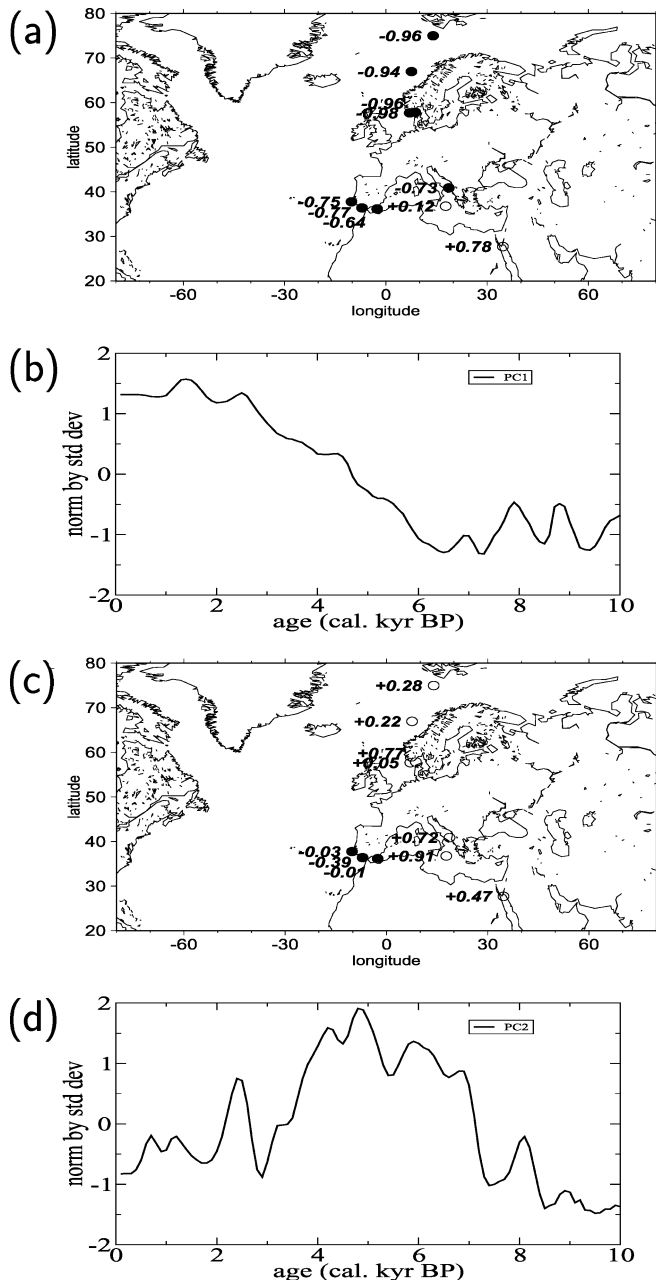 (a)
80
-0.96
70
-0.94
60
-0.96
-0.98
50
latitude
40
-0.75
-0.73
-0.77
+0.12
-0.64
30
+0.78
20
-60 -30 0 30 60
longitude
(b)
2
PC1
1
0
norm by std dev
-1
-2
0 2 4 6 8 10
age (cal. kyr BP)
(c)
80
+0.28
70
+0.22
60
+0.77
+0.05
50
latitude
40
+0.72
-0.03
+0.91
-0.39
-0.01
30
+0.47
20
-60 -30 0 30 60
longitude
(d)
2
PC2
1
0
norm by std dev
-1
-2
0 2 4 6 8 10
age (cal. kyr BP)